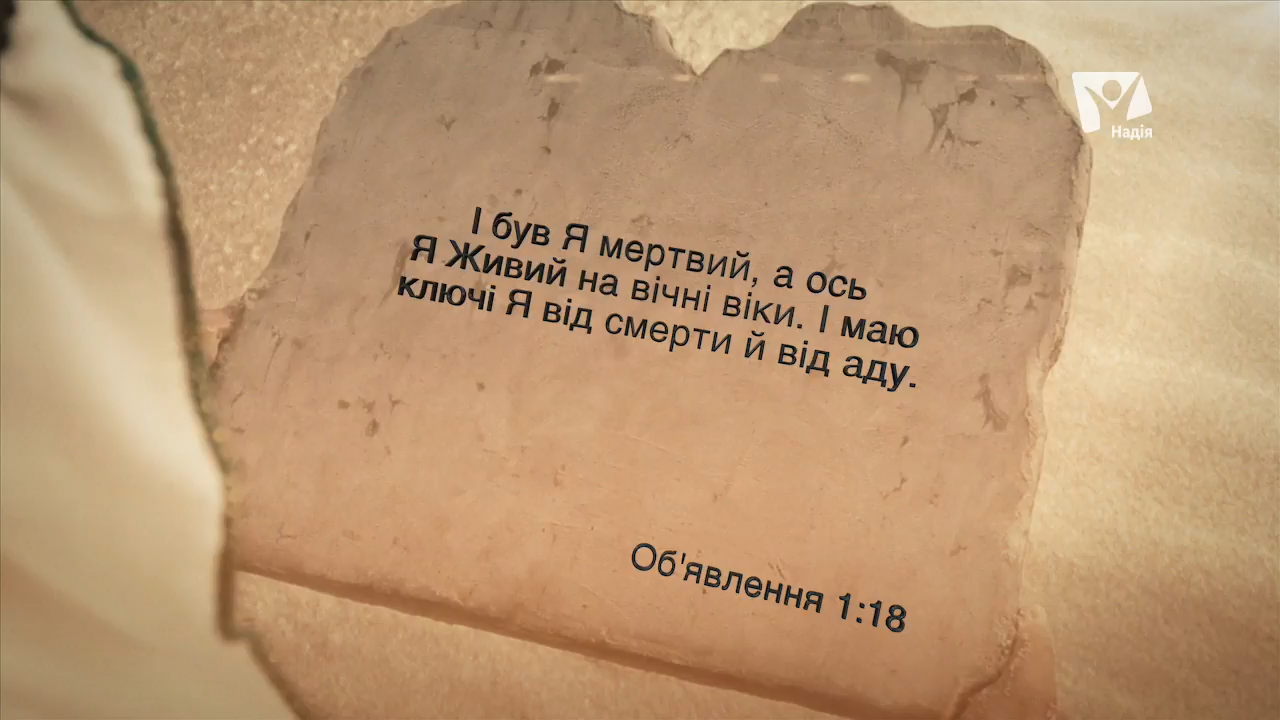 Надія
І був Я мертвий, а ось
Я Живий на вічні віки. І маю
ключі Я від смерти й від аду.
Об'явлення 1:18